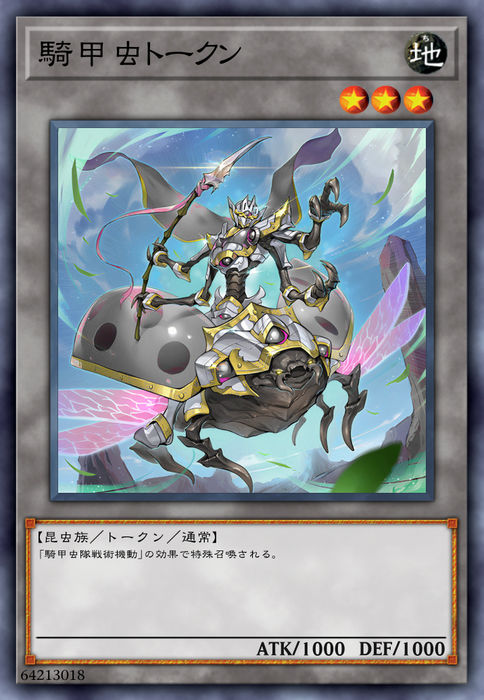 騎甲虫トークン
ち
地
【昆虫族／トークン／通常】
「騎甲虫隊戦術機動」の効果で特殊召喚される。
ATK/1000 DEF/1000
64213018